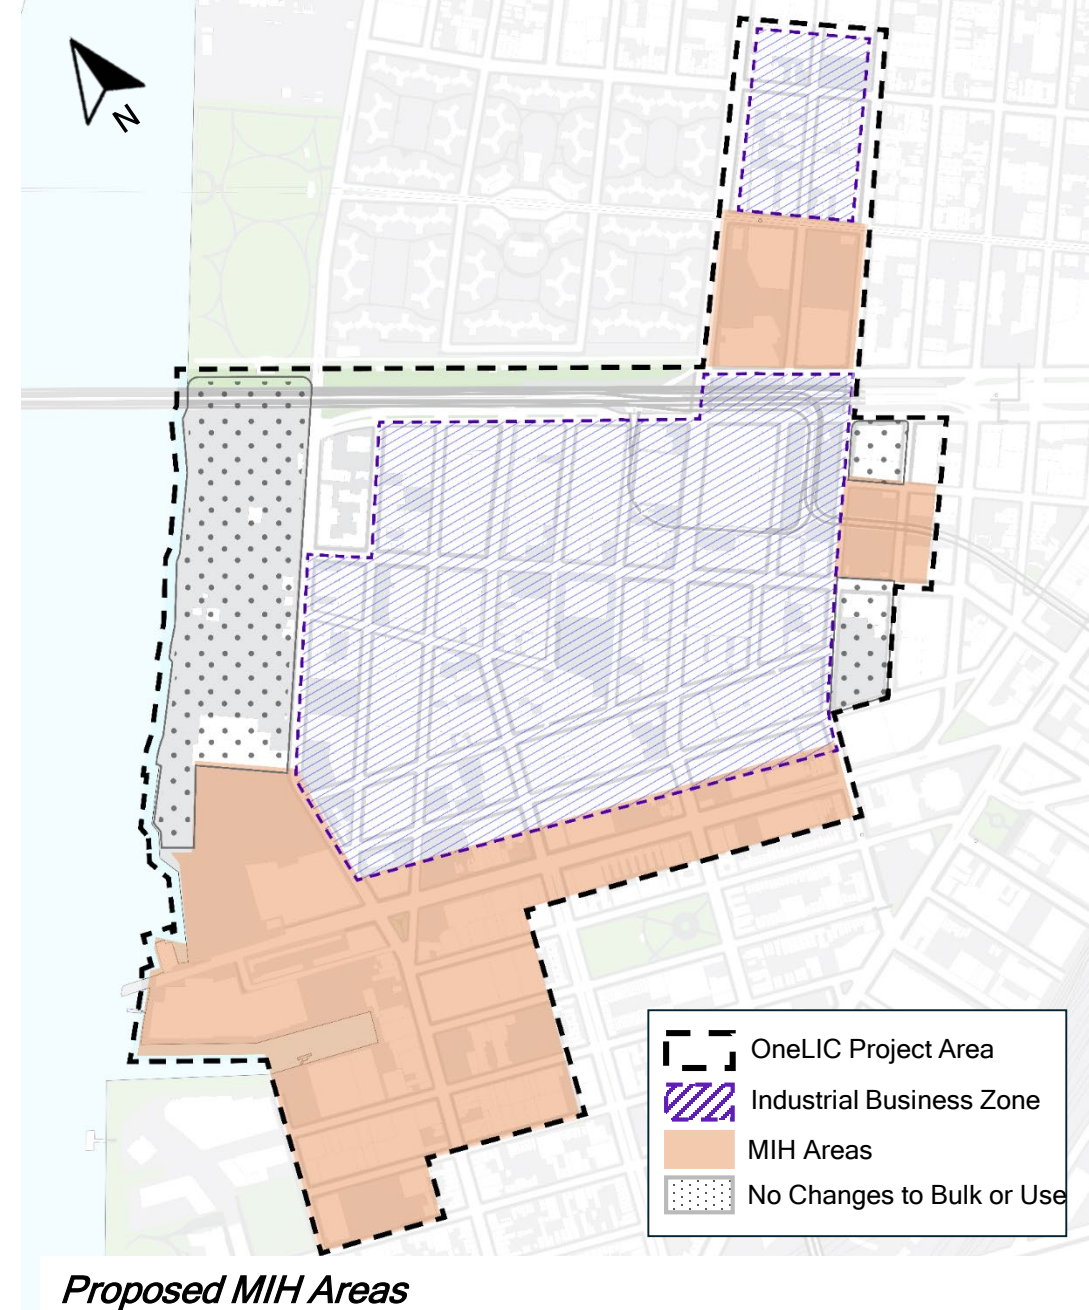 N
OneLIC Project Area
Industrial Business Zone
MIH Areas
No Changes to Bulk or Use
Proposed MIH Areas